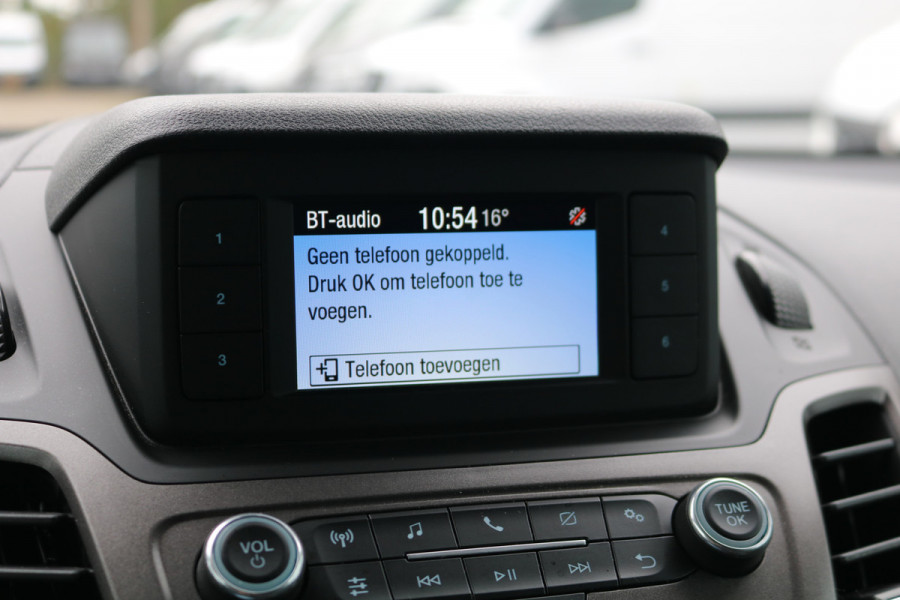 BT-audio 10:54 16°
Geen telefoon gekoppeld.
Druk OK om telefoon toe te
voegen.
Telefoon toevoegen
1
2
3
4
5
6
VOL
TUNE
OK